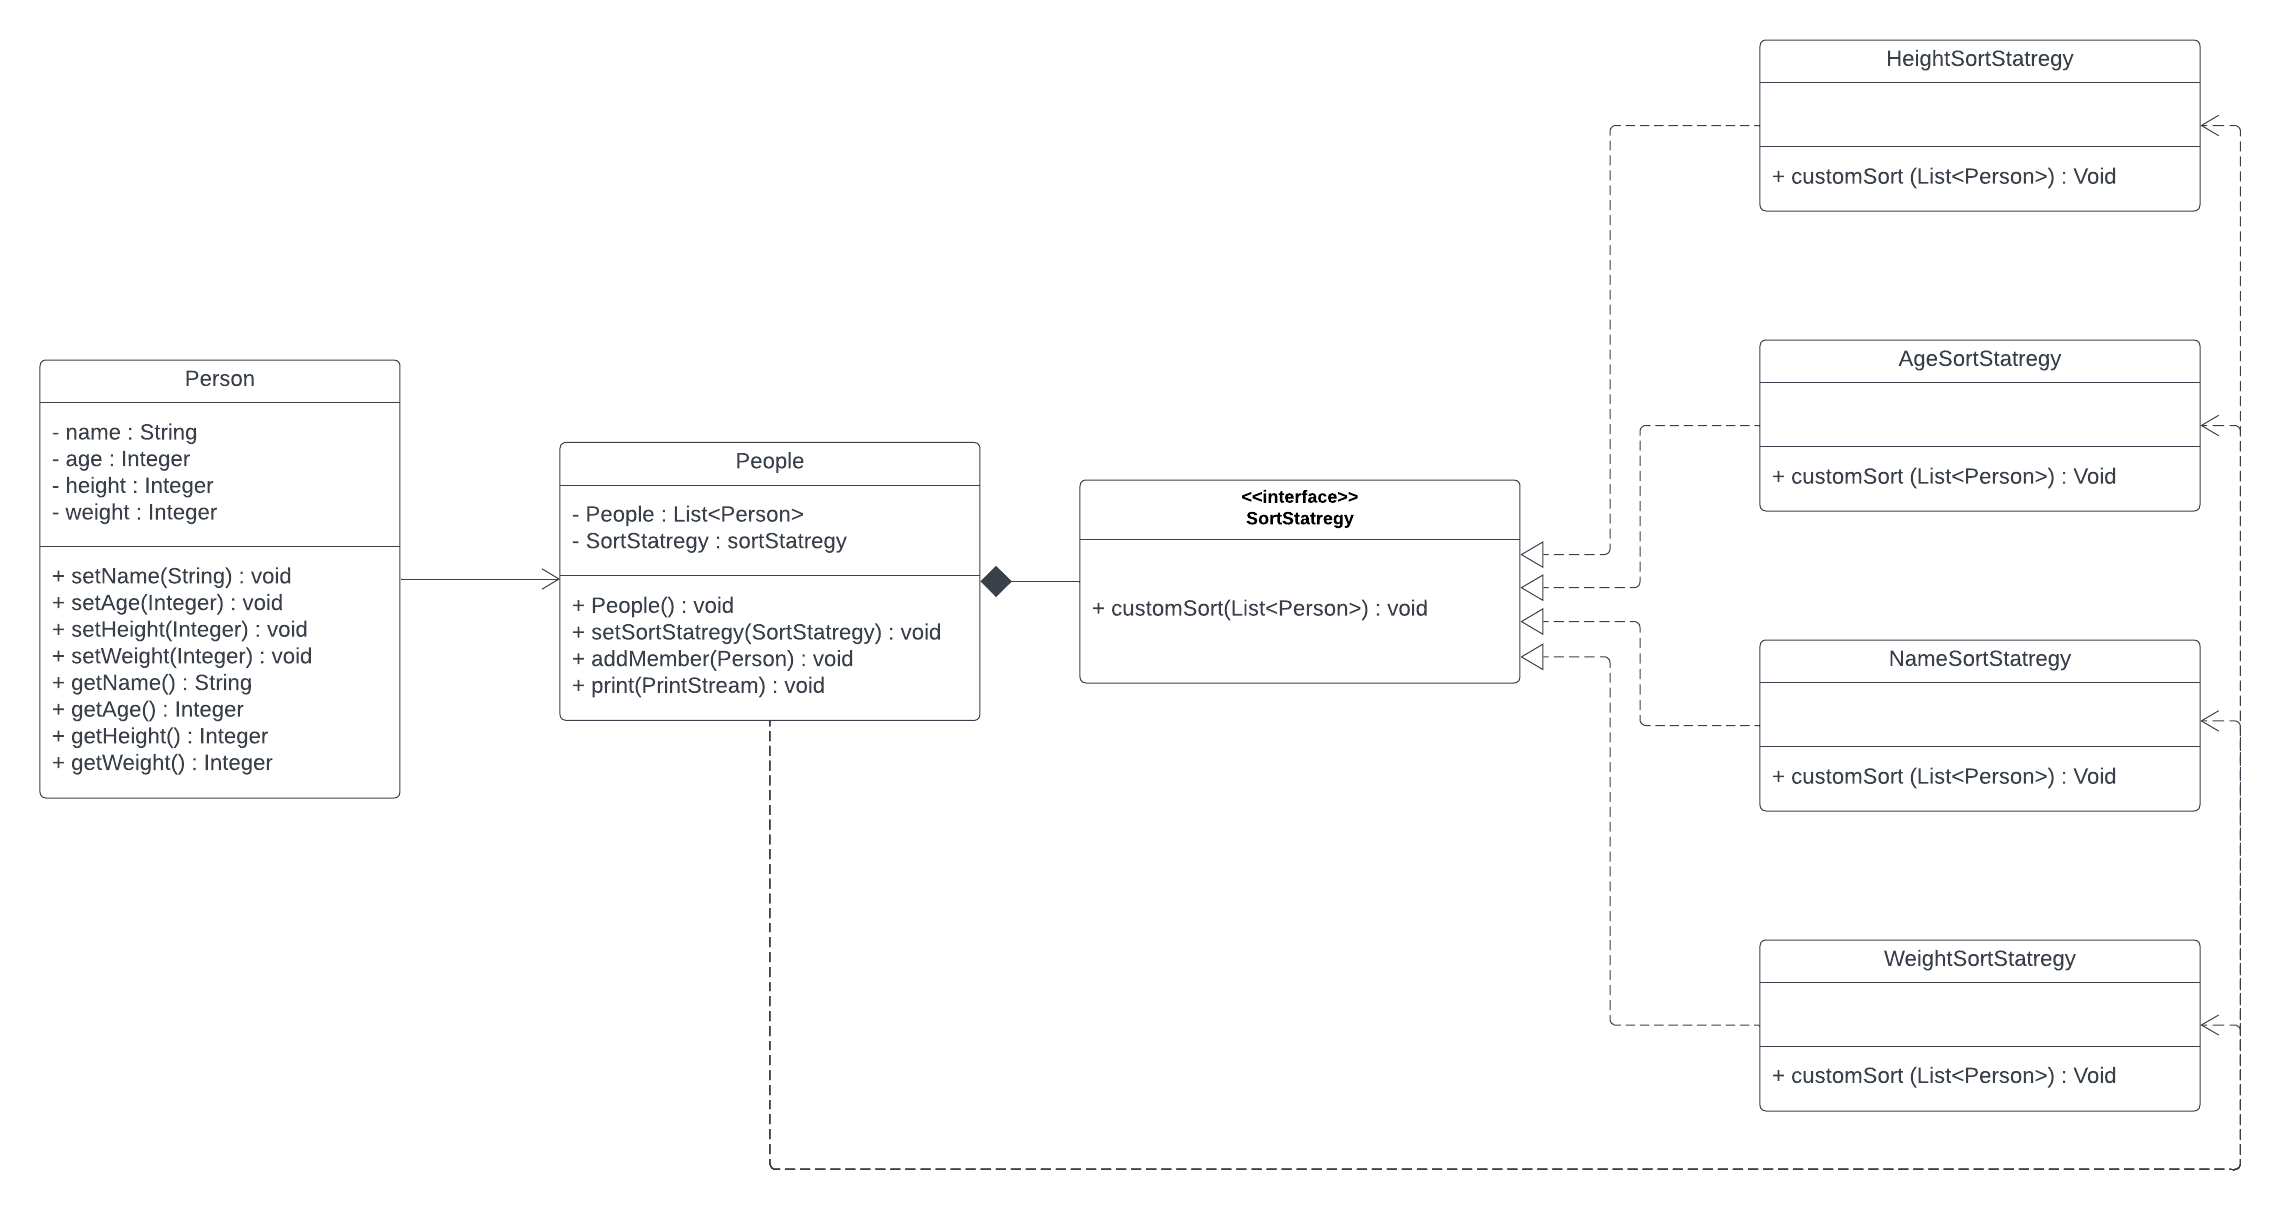 Person
- name : String
- age : Integer
- height : Integer
- weight : Integer
+ setName(String) : void
+ setAge(Integer) : void
+ setHeight(Integer) : void
+ setWeight(Integer) : void
+ getName() : String
+ getAge() : Integer
+ getHeight() : Integer
+ getWeight() : Integer
People
- People : List<Person>
- SortStatregy : sortStatregy
+ People() : void
+ setSortStatregy(SortStatregy) : void
+ addMember(Person) : void
+ print(PrintStream) : void
<<interface>>
SortStatregy
+ customSort(List<Person>) : void
HeightSortStatregy
+ customSort (List<Person>) : Void
AgeSortStatregy
+ customSort (List<Person>) : Void
NameSortStatregy
+ customSort (List<Person>) : Void
WeightSortStatregy
+ customSort (List<Person>) : Void